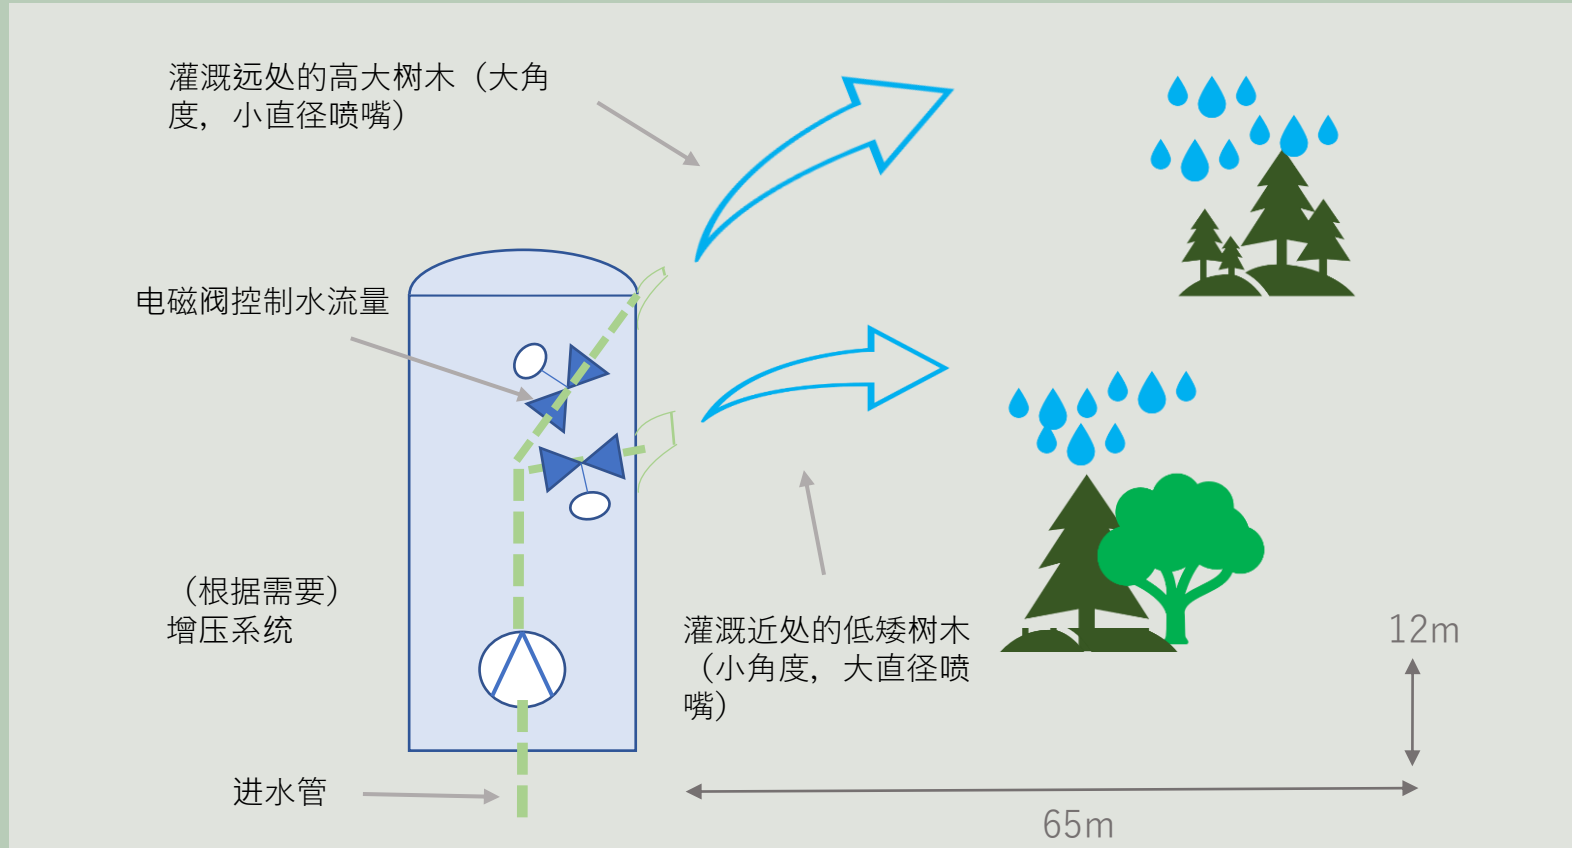 灌溉远处的高大树木（大角
度，小直径喷嘴）
电磁阀控制水流量
（根据需要）
增压系统
灌溉近处的低矮树木
（小角度，大直径喷
嘴）
12m
进水管
65m